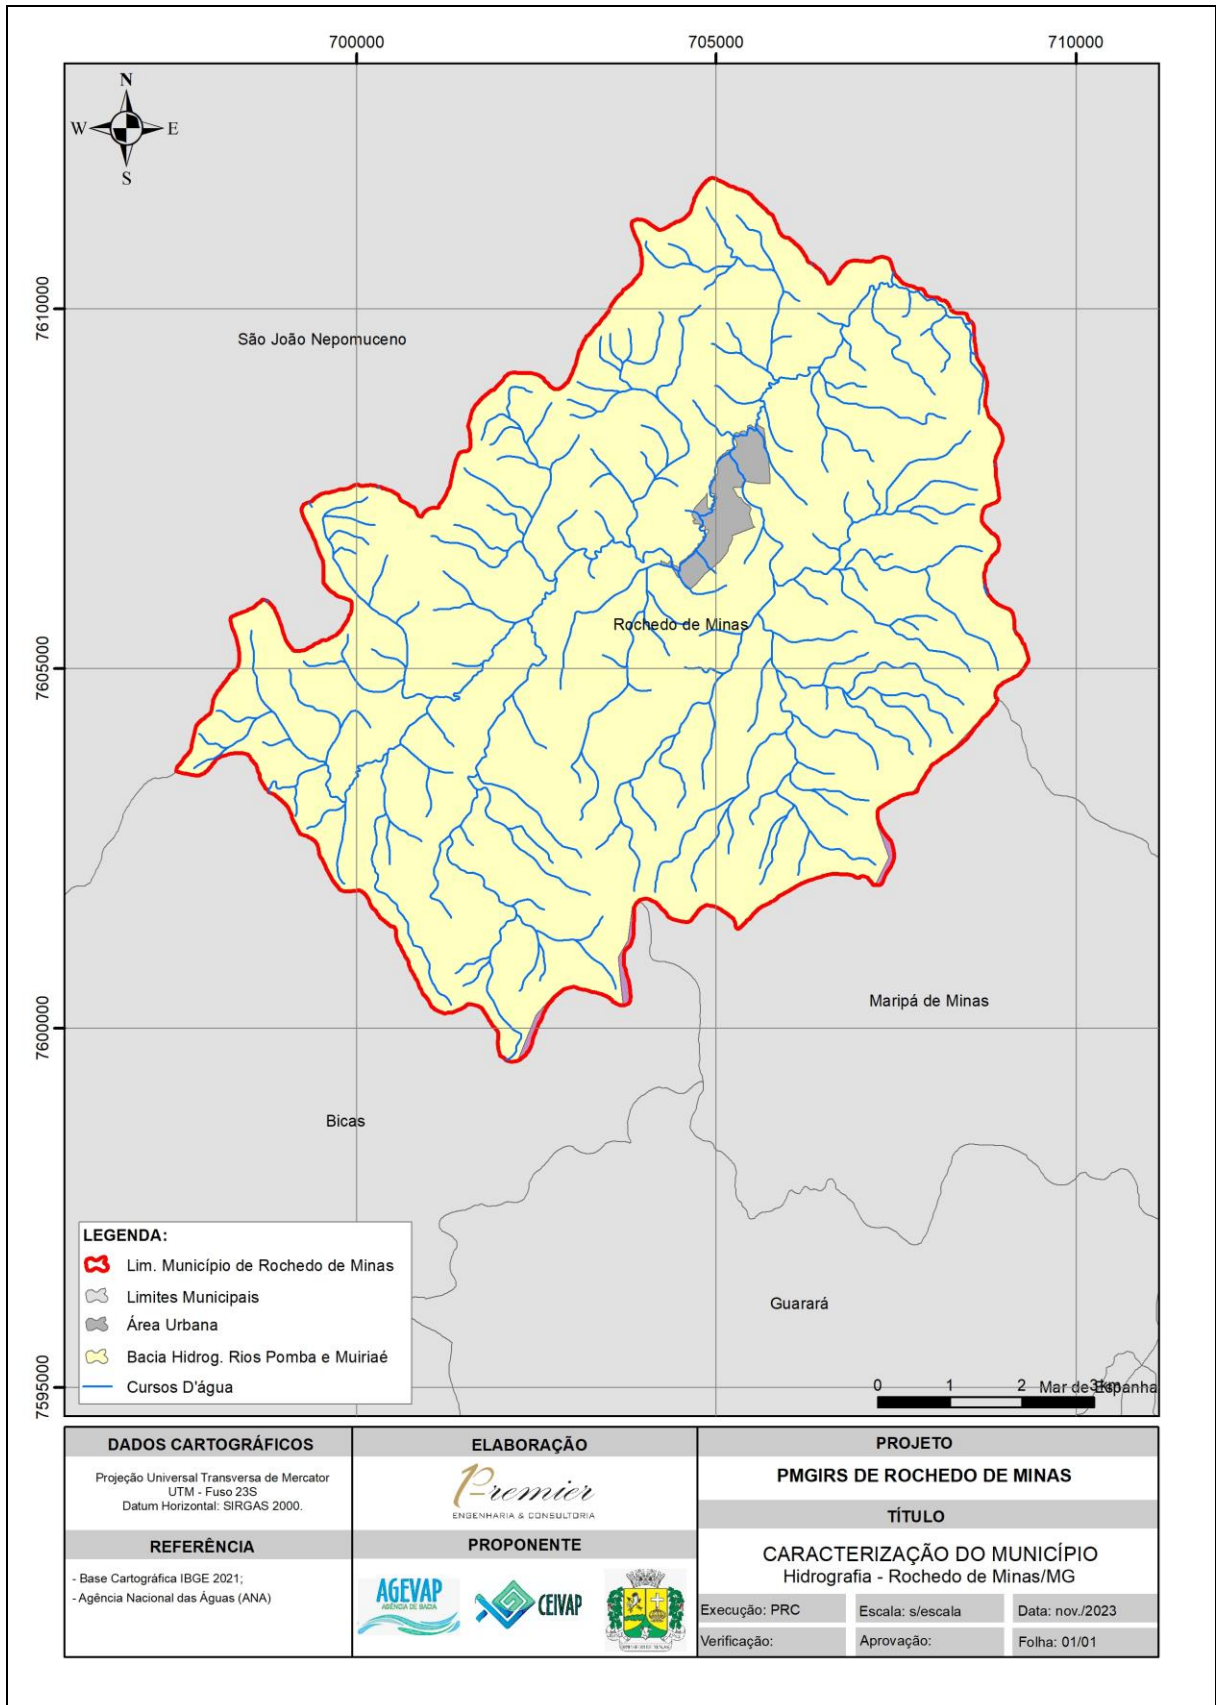 700000
705000
710000
N
W
E
S
7610000
São João Nepomuceno
Rochedo de Minas
7605000
Maripá de Minas
7600000
Bicas
LEGENDA:
Lim. Município de Rochedo de Minas
Limites Municipais
Área Urbana
Bacia Hidrog. Rios Pomba e Muiriaé
Cursos D'água
Guarará
7595000
0 1 2 3km
Mar de Espanha
DADOS CARTOGRÁFICOS
Projeção Universal Transversa de Mercator
UTM - Fuso 23S
Datum Horizontal: SIRGAS 2000.
REFERÊNCIA
- Base Cartográfica IBGE 2021;
- Agência Nacional das Águas (ANA)
ELABORAÇÃO
Premier
ENGENHARIA & CONSULTORIA
PROPONENTE
AGEVAP
AGÊNCIA DE BACIA
CEIVAP
PROJETO
PMGIRS DE ROCHEDO DE MINAS
TÍTULO
CARACTERIZAÇÃO DO MUNICÍPIO
Hidrografia - Rochedo de Minas/MG
Execução: PRC
Escala: s/escala
Data: nov./2023
Verificação:
Aprovação:
Folha: 01/01